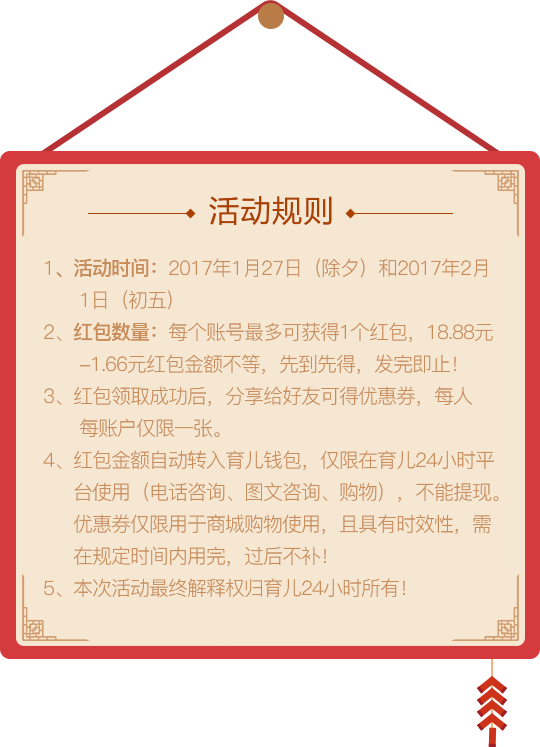 活动规则
1、活动时间：2017年1月27日（除夕）和2017年2月
1日（初五）
2、红包数量：每个账号最多可获得1个红包，18.88元
–1.66元红包金额不等，先到先得，发完即止！
3、红包领取成功后，分享给好友可得优惠券，每人
每账户仅限一张。
4、红包金额自动转入育儿钱包，仅限在育儿24小时平
台使用（电话咨询、图文咨询、购物），不能提现。
优惠券仅限用于商城购物使用，且具有时效性，需
在规定时间内用完，过后不补！
5、本次活动最终解释权归育儿24小时所有！